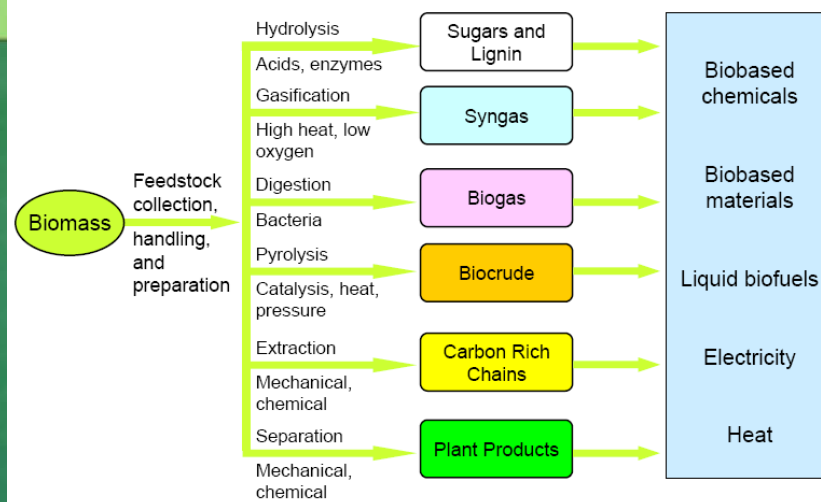 Biomass
Feedstock
collection,
handling,
and
preparation
Hydrolysis
Acids, enzymes
Sugars and
Lignin
Gasification
High heat, low
oxygen
Syngas
Digestion
Bacteria
Biogas
Pyrolysis
Catalysis, heat,
pressure
Biocrude
Extraction
Mechanical,
chemical
Carbon Rich
Chains
Separation
Mechanical,
chemical
Plant Products
Biobased
chemicals
Biobased
materials
Liquid biofuels
Electricity
Heat